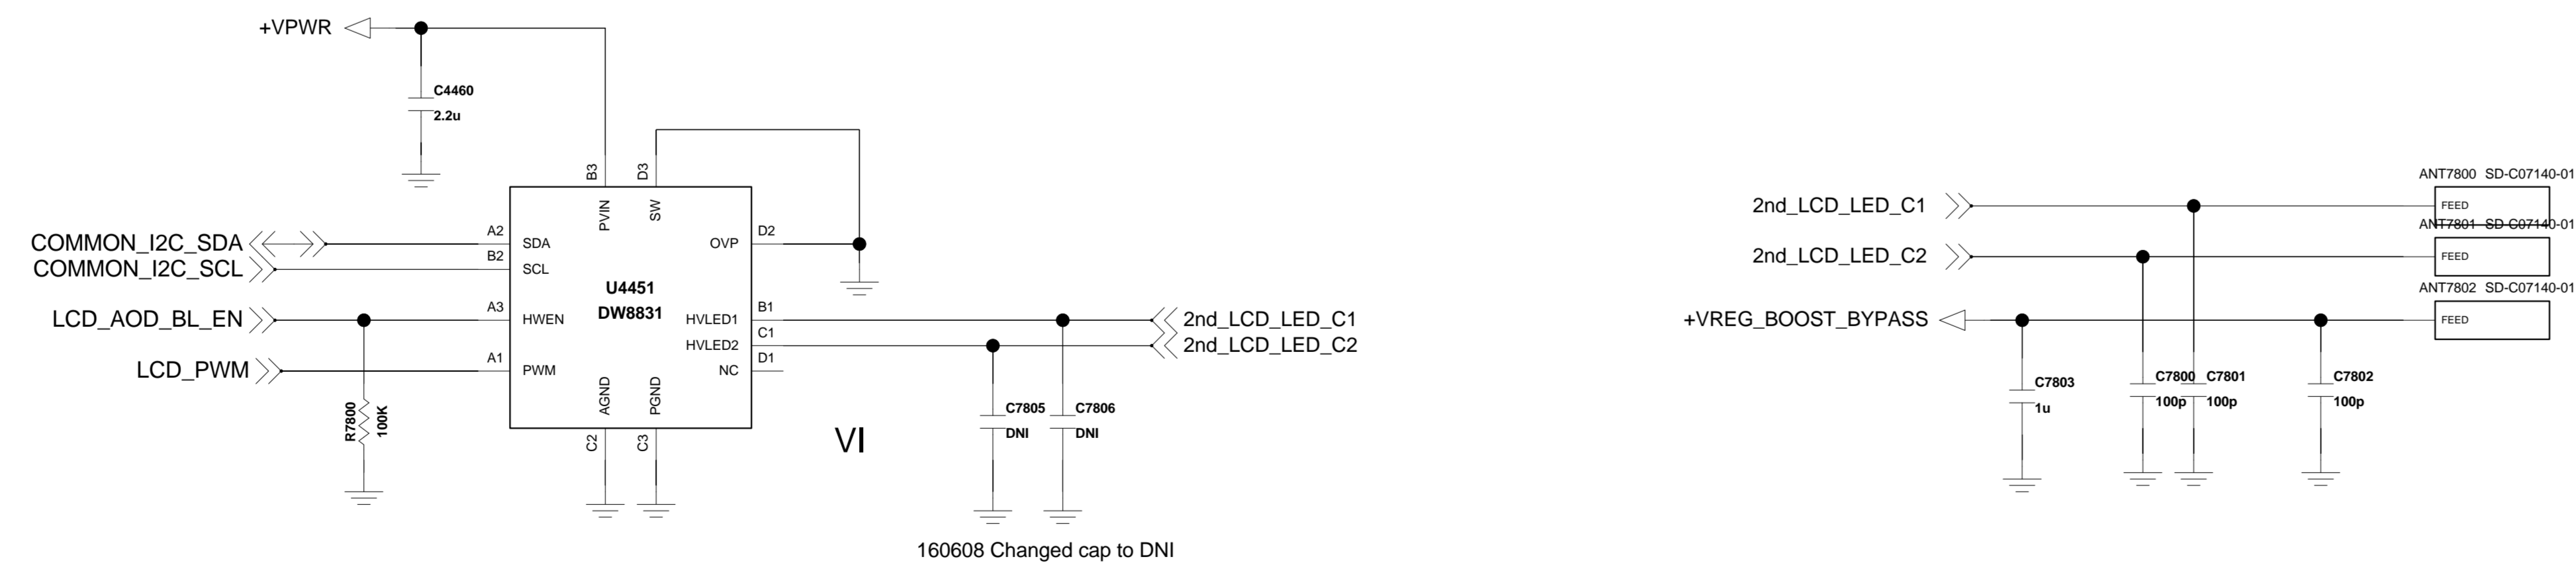 +VPWR
C4460
2.2u
B3
D3
PVIN
SW
COMMON_I2C_SDA
A2
SDA
COMMON_I2C_SCL
B2
SCL
LCD_AOD_BL_EN
A3
HWEN
LCD_PWM
A1
PWM
R7800
100K
U4451
DW8831
OVP
D2
HVLED1
B1
HVLED2
C1
NC
D1
AGND
PGND
C2
C3
VI
2nd_LCD_LED_C1
2nd_LCD_LED_C2
C7805
DNI
C7806
DNI
160608 Changed cap to DNI
ANT7800 SD-C07140-01
2nd_LCD_LED_C1
FEED
ANT7801 SD-C07140-01
2nd_LCD_LED_C2
FEED
ANT7802 SD-C07140-01
+VREG_BOOST_BYPASS
FEED
C7803
1u
C7800
100p
C7801
100p
C7802
100p